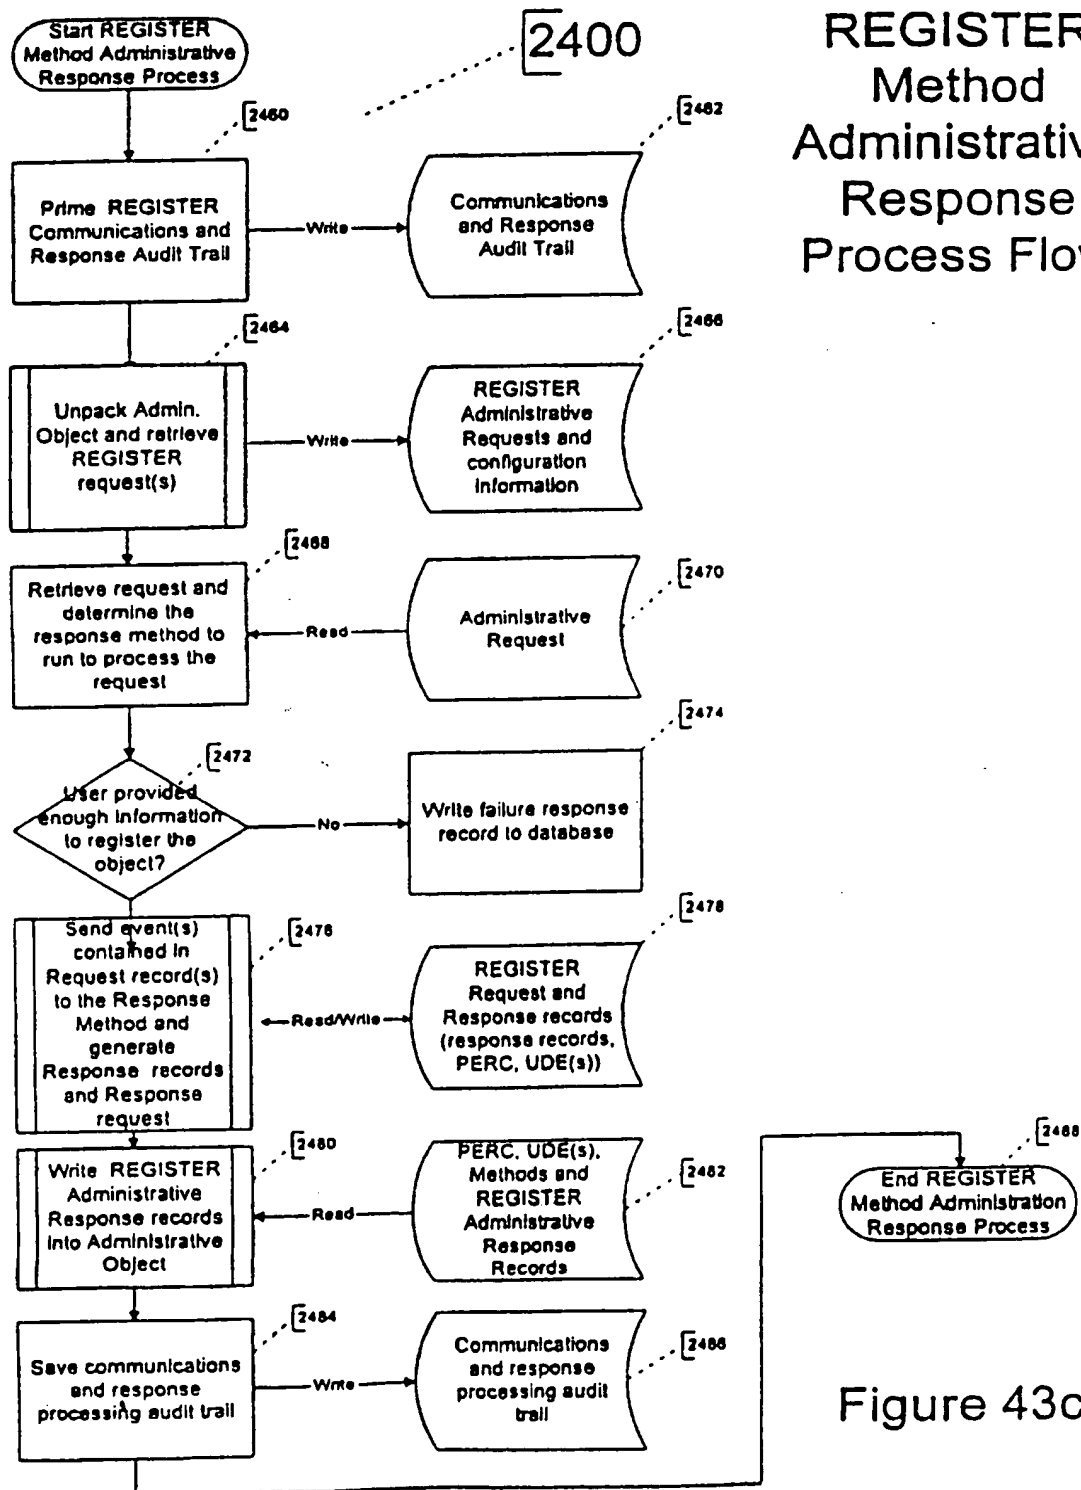 Start REGISTER
Method Administrative
Response Process
2400
REGISTER
Method
Administrativ
Response
Process Flov
2460
Prime REGISTER
Communications and
Response Audit Trail
Write
2462
Communications
and Response
Audit Trail
2464
Unpack Admin.
Object and retrieve
REGISTER
request(s)
Write
2466
REGISTER
Administrative
Requests and
configuration
Information
2468
Retrieve request and
determine the
response method to
run to process the
request
Read
2470
Administrative
Request
2472
User provided
enough Information
to register the
object?
No
2474
Write failure response
record to database
2476
Send event(s)
contained in
Request record(s)
to the Response
Method and
generate
Response records
and Response
request
Read/Write
2478
REGISTER
Request and
Response records
(response records,
PERC, UDE(s))
2480
Write REGISTER
Administrative
Response records
into Administrative
Object
Read
2482
PERC, UDE(s),
Methods and
REGISTER
Administrative
Response
Records
2488
End REGISTER
Method Administration
Response Process
2484
Save communications
and response
processing audit trail
Write
2486
Communications
and response
processing audit
trail
Figure 43c